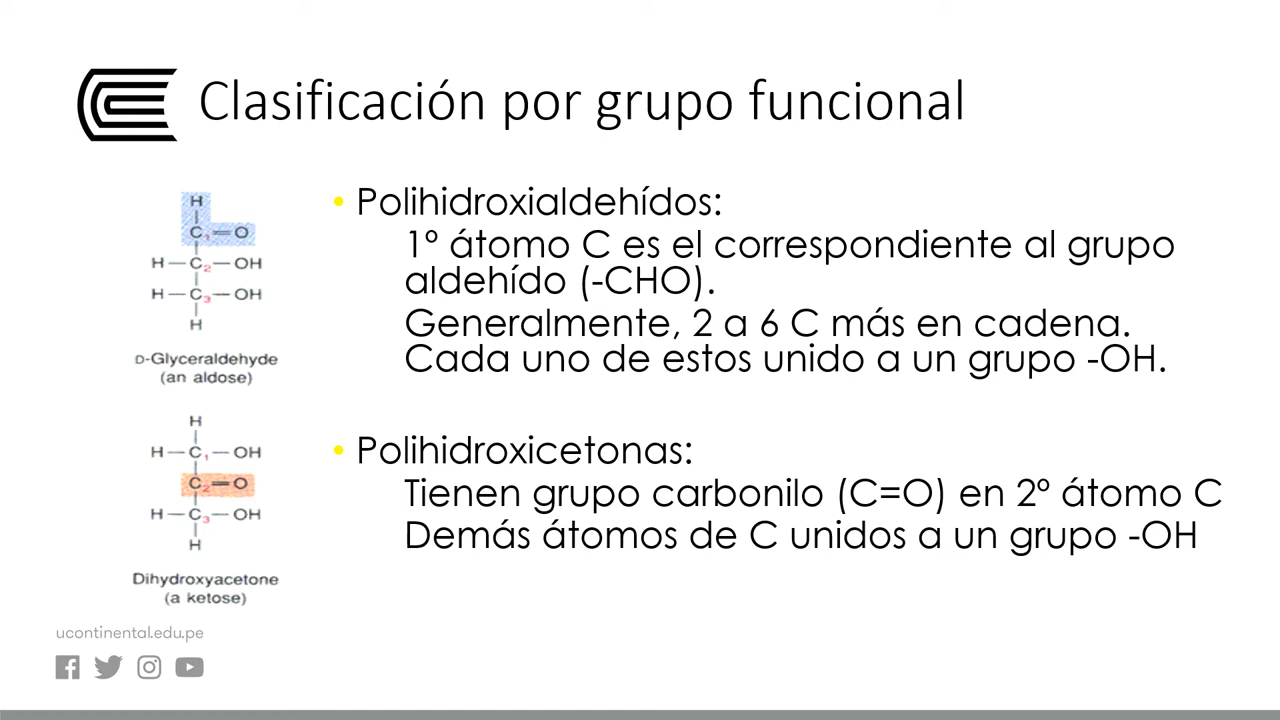 Clasificación por grupo funcional
H
C1=O
H—C2—OH
H—C3—OH
H
D-Glyceraldehyde
(an aldose)
• Polihidroxialdehídos:
1º átomo C es el correspondiente al grupo
aldehído (-CHO).
Generalmente, 2 a 6 C más en cadena.
Cada uno de estos unido a un grupo -OH.
H
H—C1—OH
C2=O
H—C3—OH
H
Dihydroxyacetone
(a ketose)
• Polihidroxicetonas:
Tienen grupo carbonilo (C=O) en 2º átomo C
Demás átomos de C unidos a un grupo -OH
ucontinental.edu.pe